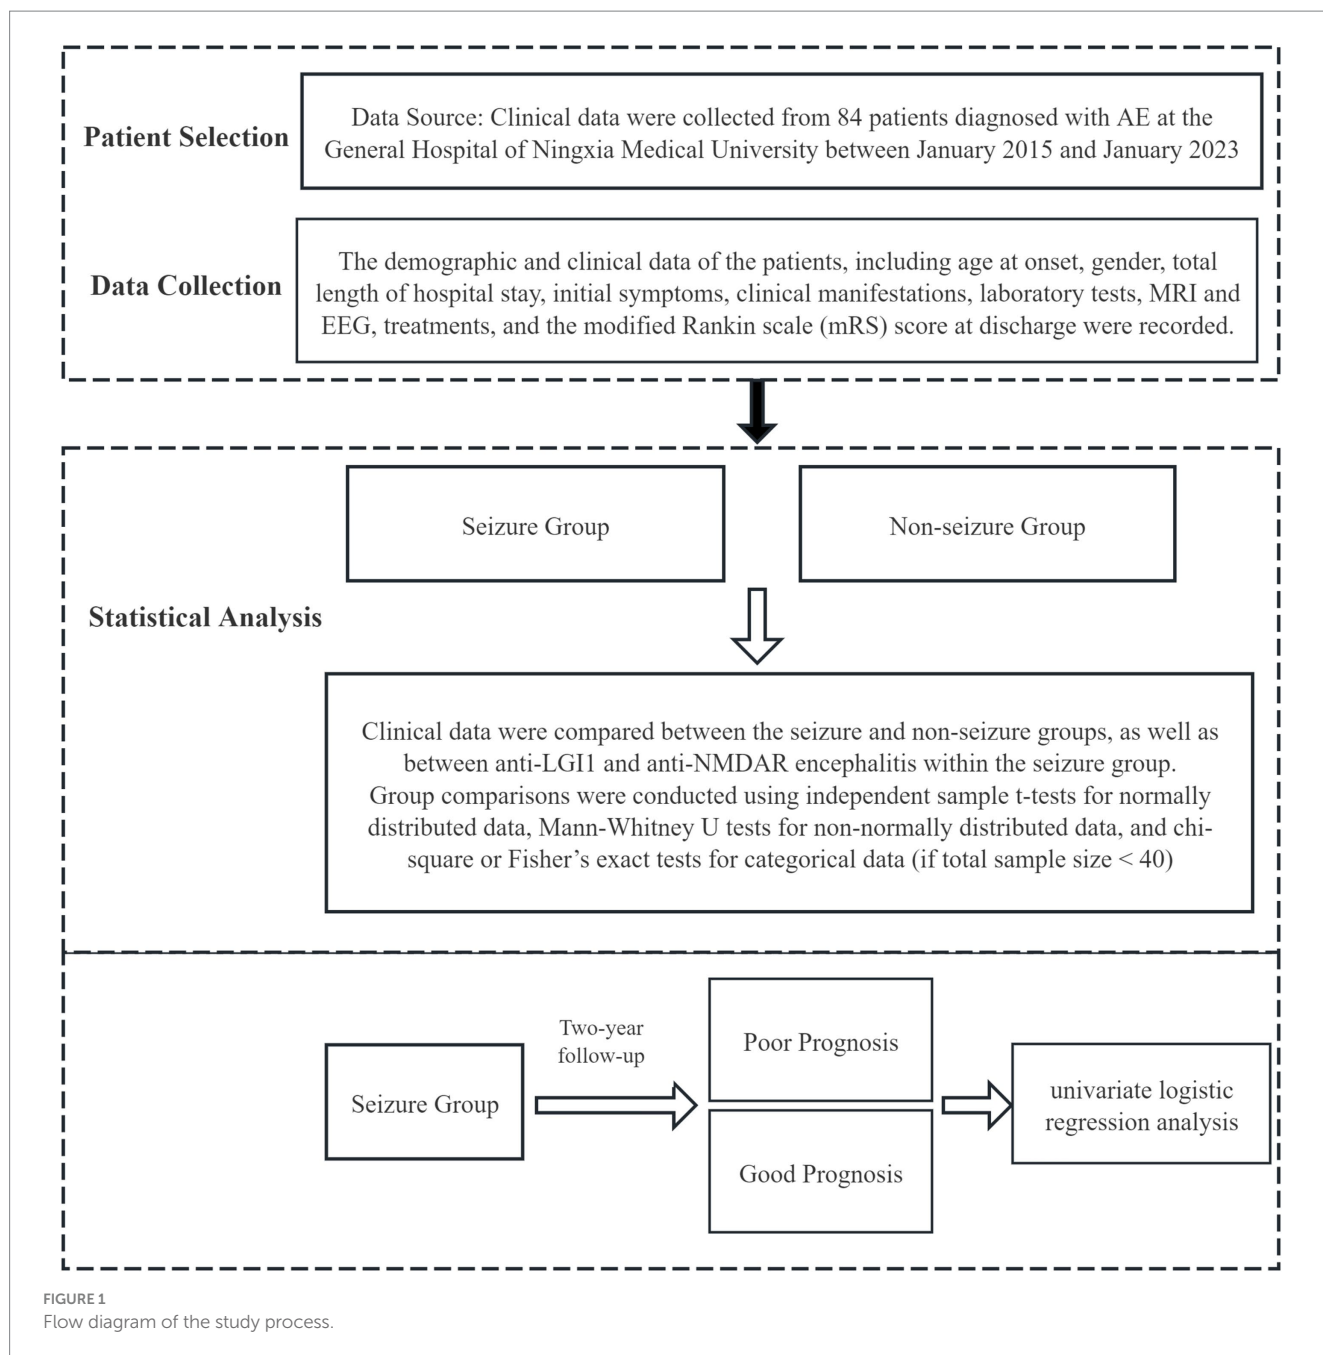 Patient Selection
Data Source: Clinical data were collected from 84 patients diagnosed with AE at the
General Hospital of Ningxia Medical University between January 2015 and January 2023
Data Collection
The demographic and clinical data of the patients, including age at onset, gender, total
length of hospital stay, initial symptoms, clinical manifestations, laboratory tests, MRI and
EEG, treatments, and the modified Rankin scale (mRS) score at discharge were recorded.
Seizure Group
Non-seizure Group
Statistical Analysis
Clinical data were compared between the seizure and non-seizure groups, as well as
between anti-LGI1 and anti-NMDAR encephalitis within the seizure group.
Group comparisons were conducted using independent sample t-tests for normally
distributed data, Mann-Whitney U tests for non-normally distributed data, and chi-
square or Fisher’s exact tests for categorical data (if total sample size < 40)
Seizure Group
Two-year
follow-up
Poor Prognosis
Good Prognosis
univariate logistic
regression analysis
FIGURE 1
Flow diagram of the study process.